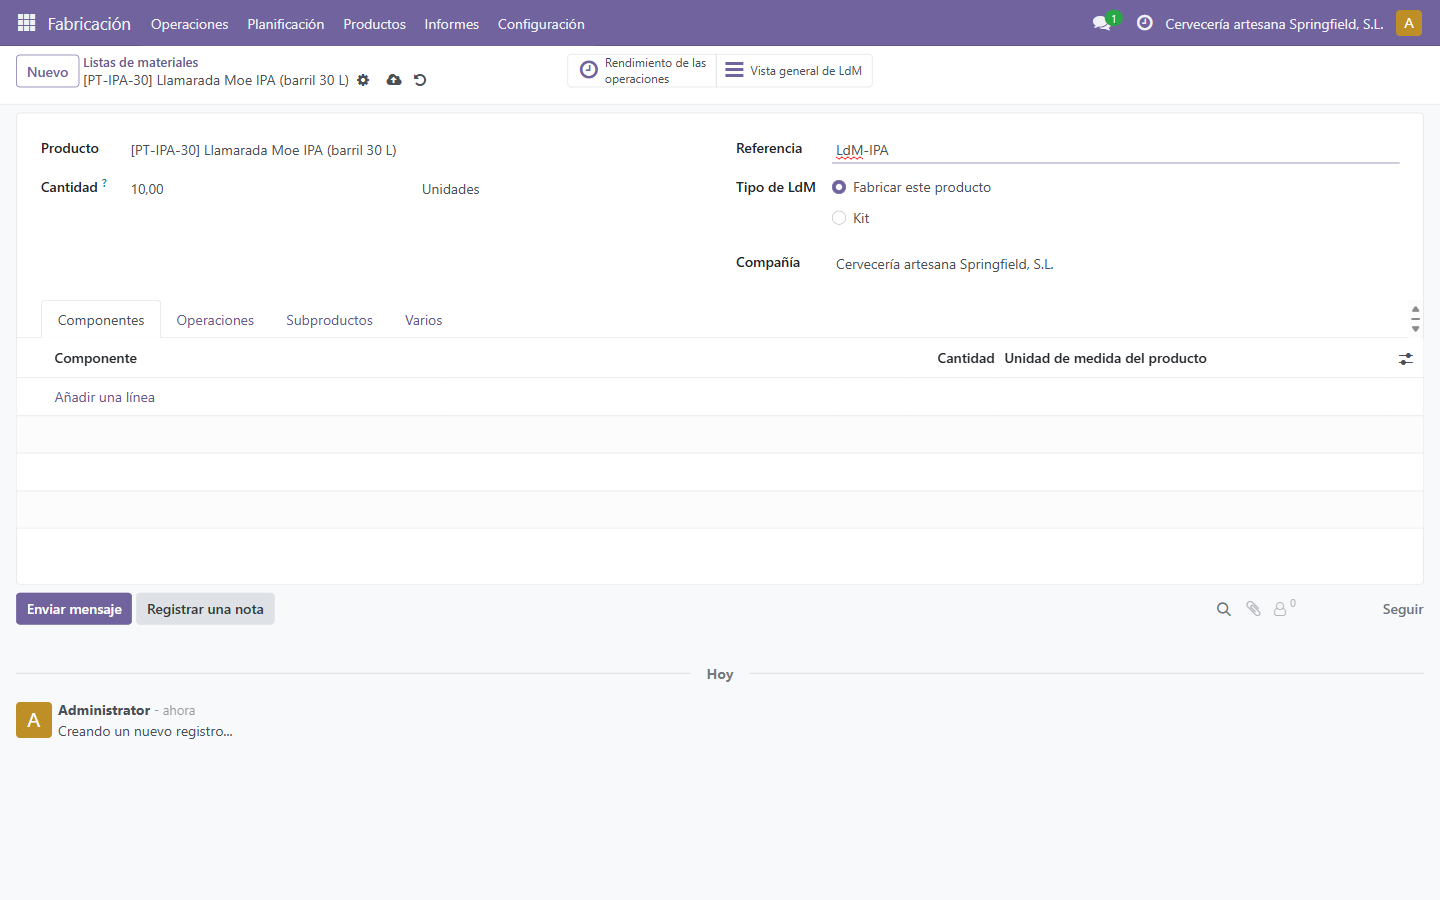 Fabricación Operaciones Planificación Productos Informes Configuración 1 Cervecería artesana Springfield, S.L. A
Nuevo Listas de materiales
[PT-IPA-30] Llamarada Moe IPA (barril 30 L)
Rendimiento de las operaciones
Vista general de LdM
Producto [PT-IPA-30] Llamarada Moe IPA (barril 30 L)
Cantidad ? 10,00 Unidades
Referencia LdM-IPA
Tipo de LdM Fabricar este producto
Kit
Compañía Cervecería artesana Springfield, S.L.
Componentes Operaciones Subproductos Varios
Componente Cantidad Unidad de medida del producto
Añadir una línea
Enviar mensaje Registrar una nota 0 Seguir
Hoy
A Administrator - ahora
Creando un nuevo registro...